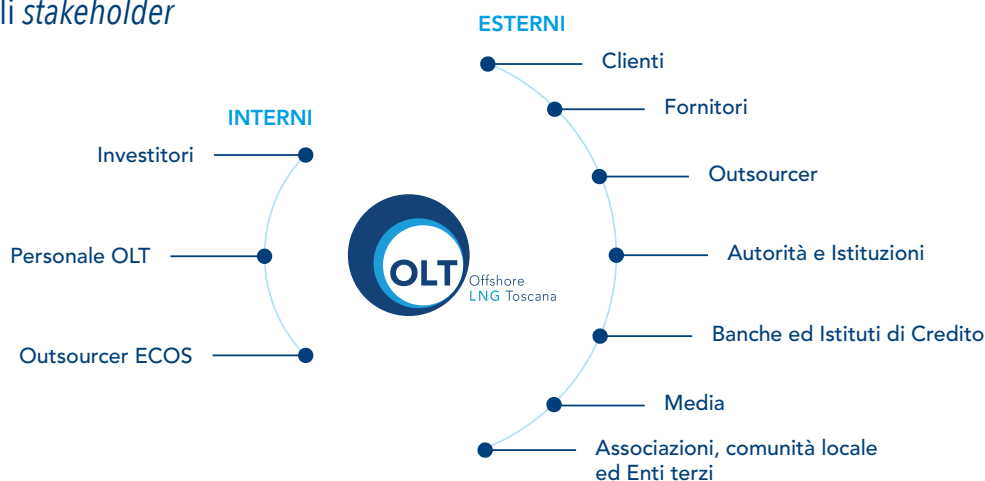 li stakeholder
ESTERNI
Clienti
Fornitori
Outsourcer
Autorità e Istituzioni
Banche ed Istituti di Credito
Media
Associazioni, comunità locale
ed Enti terzi
INTERNI
Investitori
Personale OLT
Outsourcer ECOS
OLT
Offshore
LNG Toscana